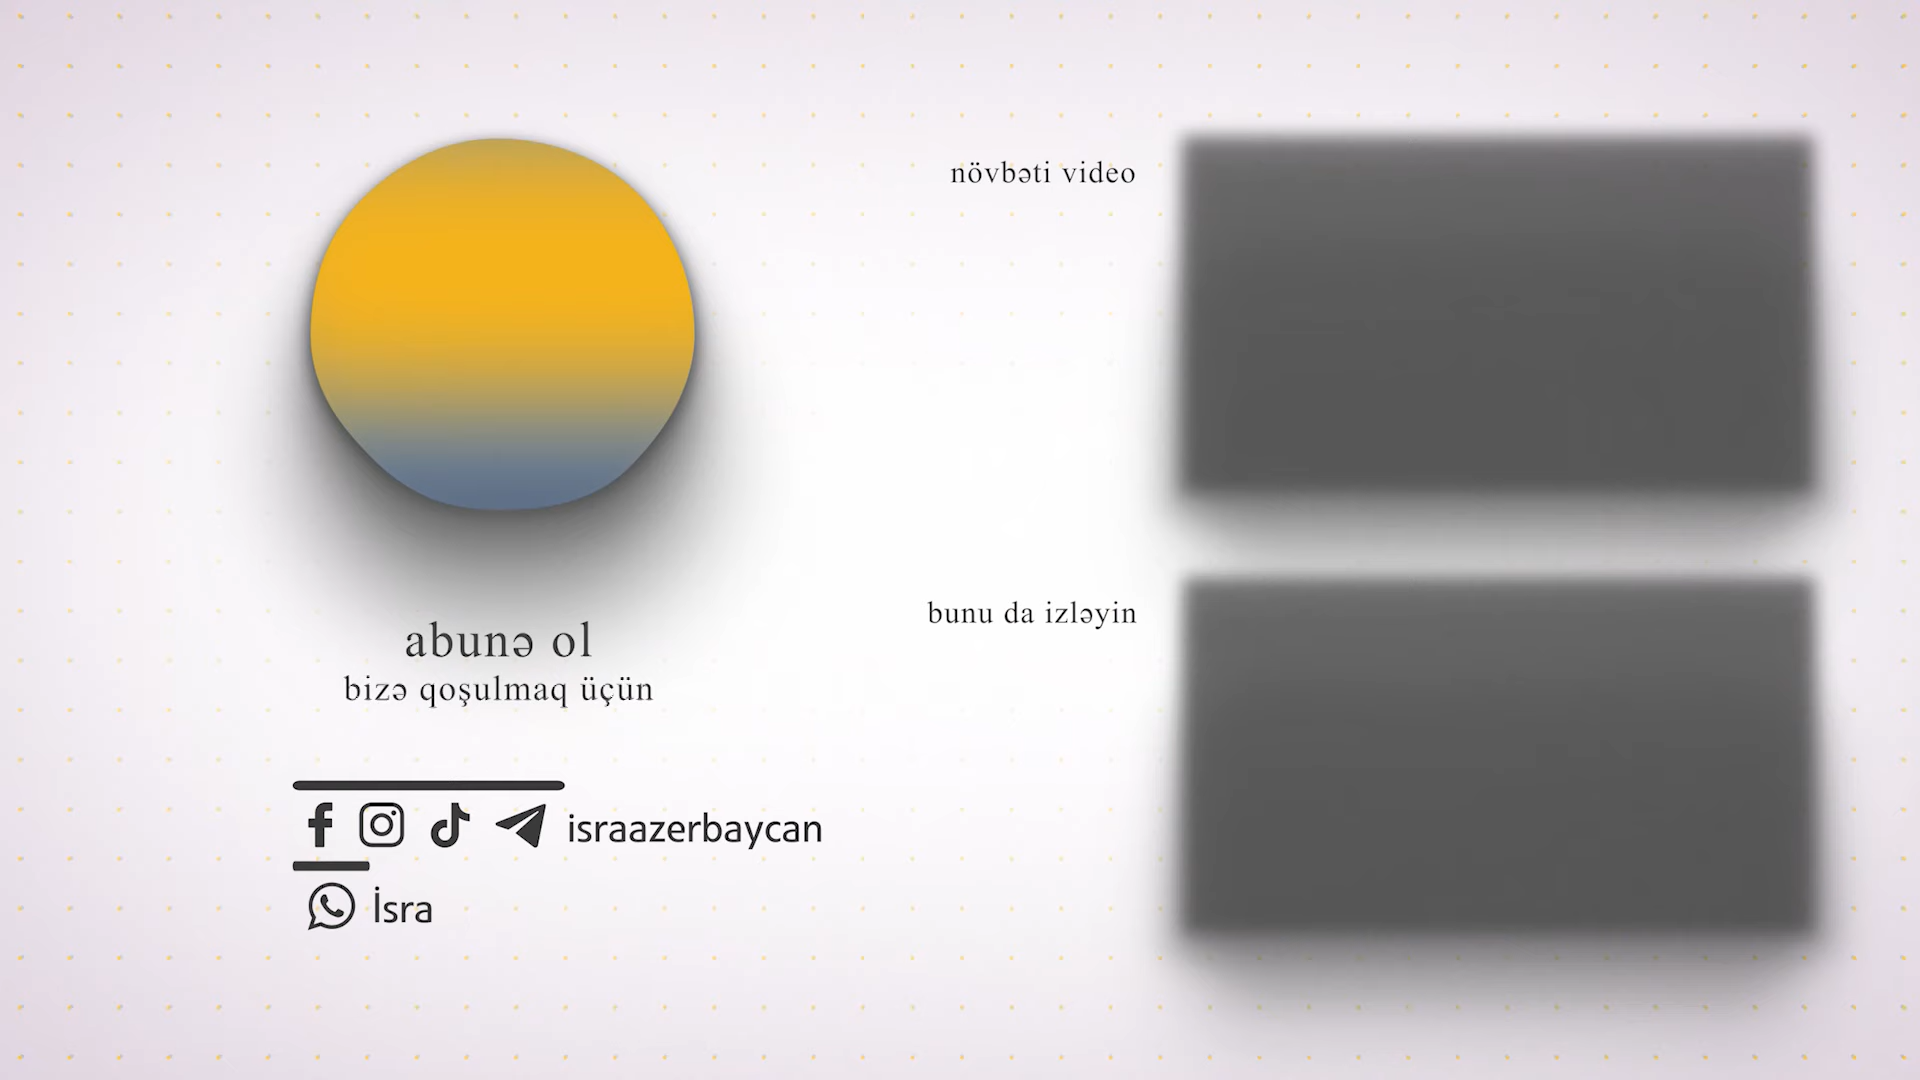 abunə ol
bizə qoşulmaq üçün
israazerbaycan
İsra
növbəti video
bunu da izləyin